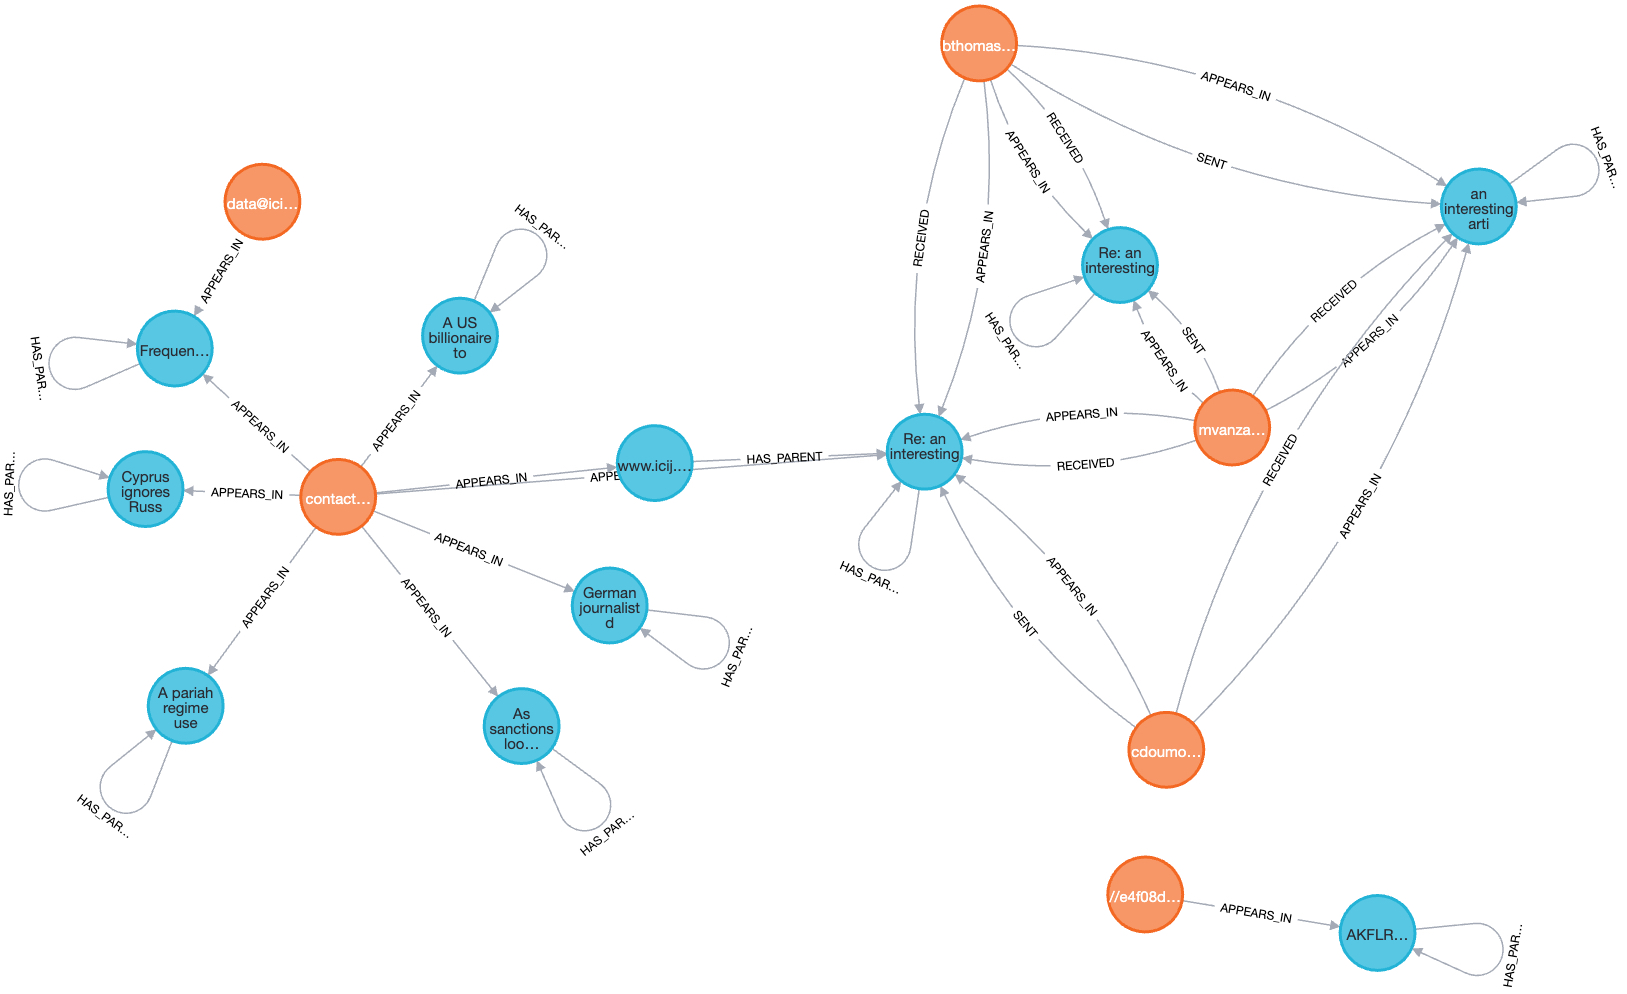 bthomas…
APPEARS_IN
HAS_PAR…
RECEIVED
APPEARS_IN
SENT
data@ici…
an
interesting
arti
RECEIVED
APPEARS_IN
APPEARS_IN
HAS_PAR…
Re: an
interesting
RECEIVED
APPEARS_IN
Frequen…
HAS_PAR…
A US
billionaire
to
HAS_PAR…
SENT
APPEARS_IN
APPEARS_IN
APPEARS_IN
APPEARS_IN
APPEARS_IN
mvanza…
Re: an
interesting
RECEIVED
RECEIVED
www.icij.…
HAS_PARENT
APPEARS_IN
APPE
HAS_PAR…
Cyprus
ignores
Russ
APPEARS_IN
contact…
APPEARS_IN
APPEARS_IN
HAS_PAR…
APPEARS_IN
APPEARS_IN
APPEARS_IN
SENT
German
journalist
d
HAS_PAR…
A pariah
regime
use
As
sanctions
loo…
cdoumo…
HAS_PAR…
HAS_PAR…
//e4f08d…
APPEARS_IN
AKFLR…
HAS_PAR…